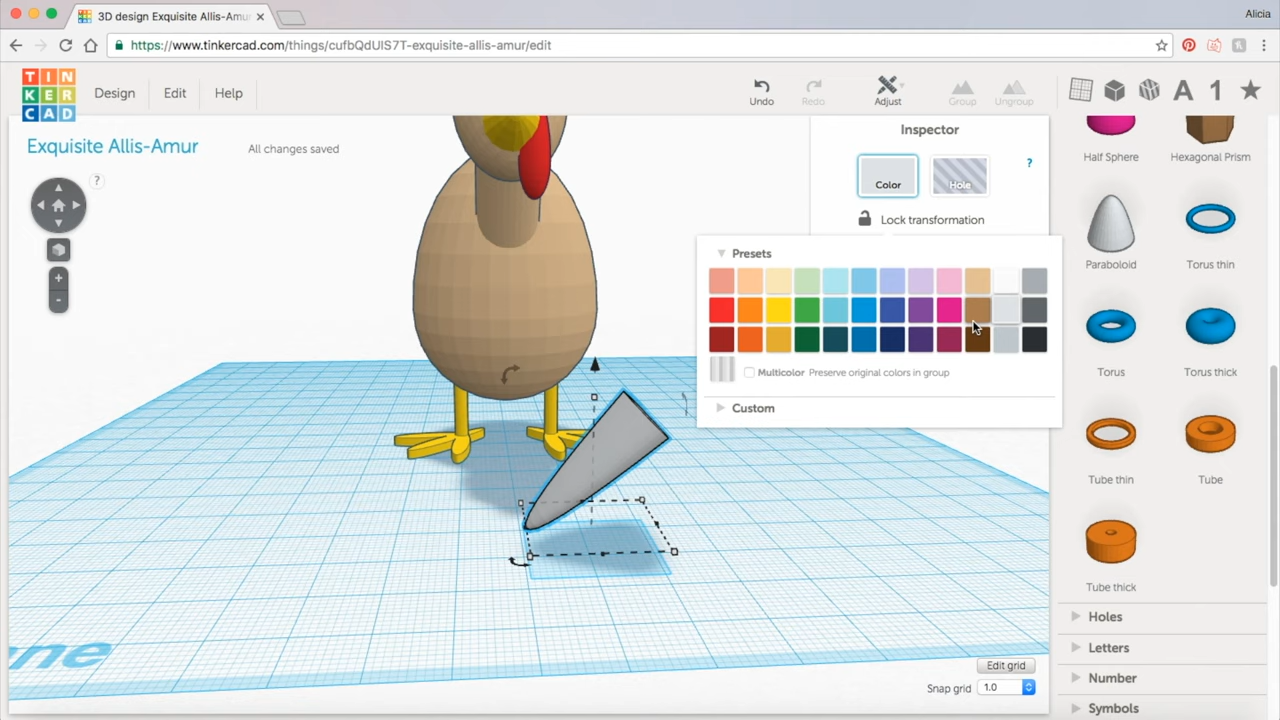 3D design Exquisite Allis-Amur
Alicia
https://www.tinkercad.com/things/cufbQdUlS7T-exquisite-allis-amur/edit
TIN
KER
CAD
Design
Edit
Help
Undo
Redo
Adjust
Group
Ungroup
Exquisite Allis-Amur
All changes saved
?
Inspector
Color
Hole
?
Lock transformation
Presets
Multicolor Preserve original colors in group
Custom
Half Sphere
Hexagonal Prism
Paraboloid
Torus thin
Torus
Torus thick
Tube thin
Tube
Tube thick
Holes
Letters
Number
Symbols
Edit grid
Snap grid 1.0
ne